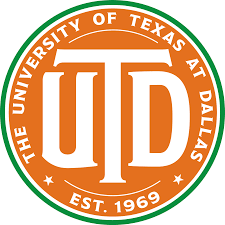 THE UNIVERSITY OF TEXAS AT DALLAS
UTD
EST. 1969